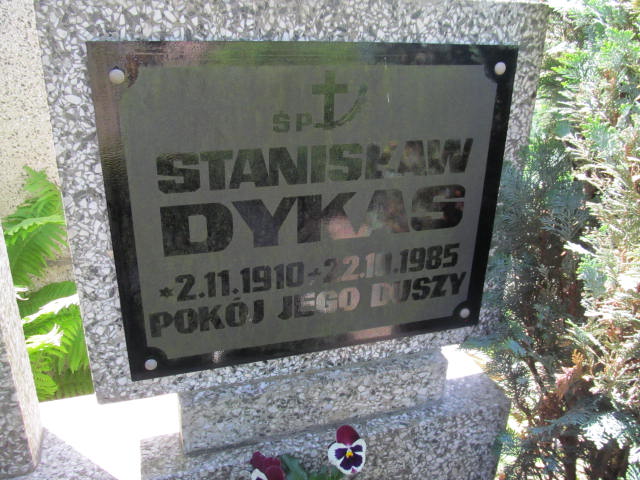 ŚP
STANISŁAW
DYKAS
*2.11.1910 +22.10.1985
POKÓJ JEGO DUSZY